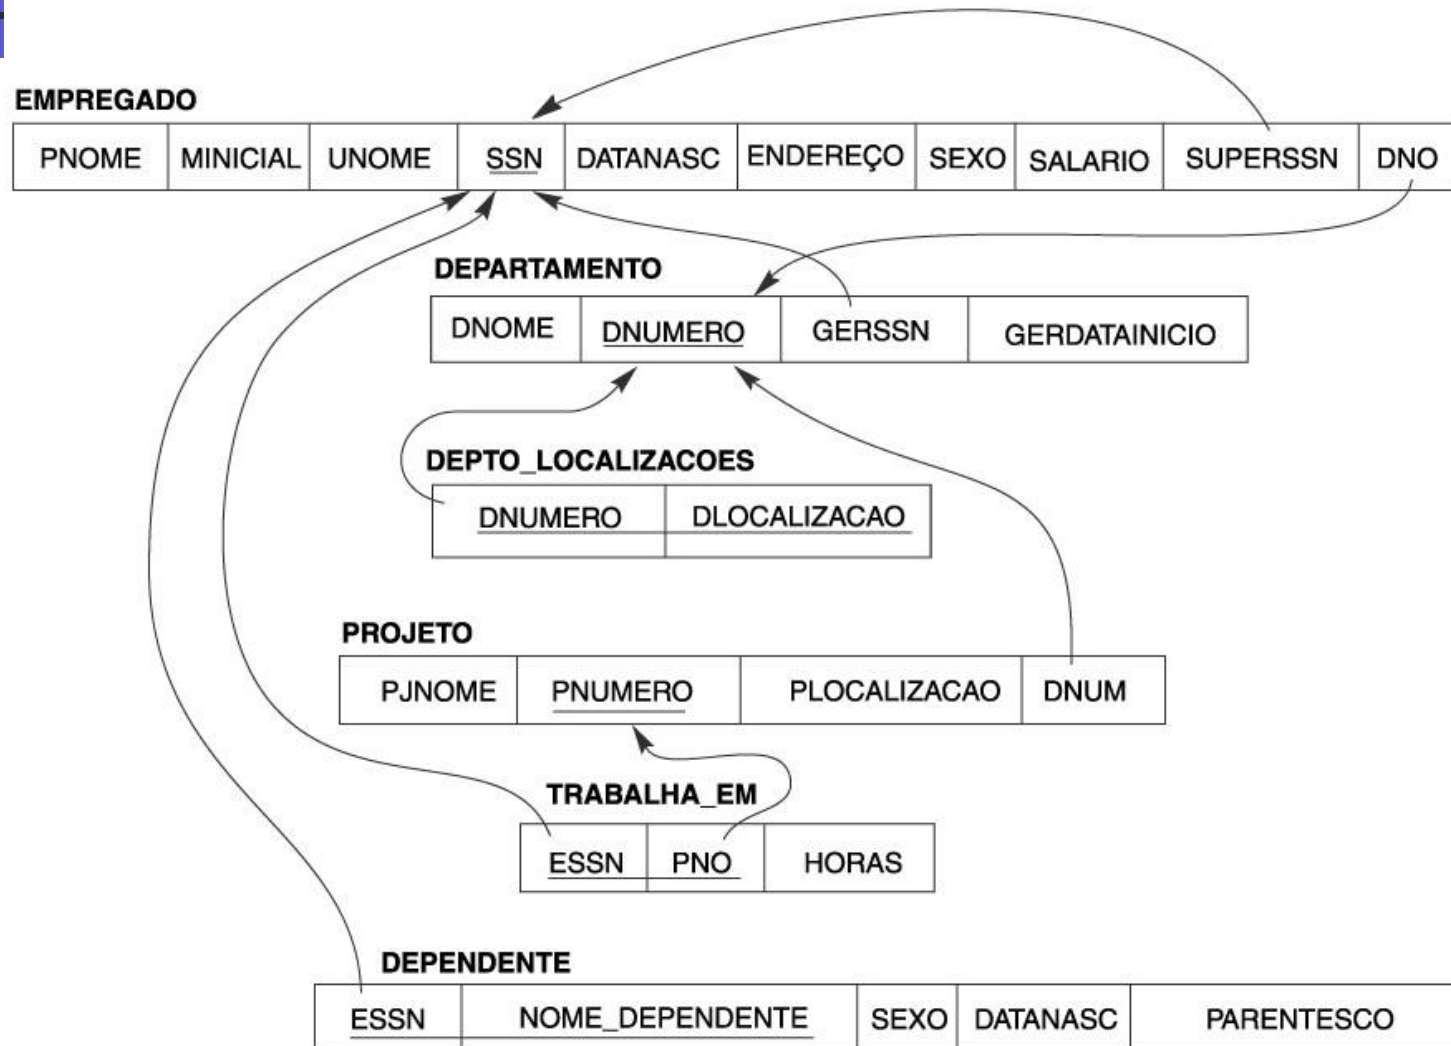 EMPREGADO
PNOME MINICIAL UNOME SSN DATANASC ENDEREÇO SEXO SALARIO SUPERSSN DNO
DEPARTAMENTO
DNOME DNUMERO GERSSN GERDATAINICIO
DEPTO_LOCALIZACOES
DNUMERO DLOCALIZACAO
PROJETO
PJNOME PNUMERO PLOCALIZACAO DNUM
TRABALHA_EM
ESSN PNO HORAS
DEPENDENTE
ESSN NOME_DEPENDENTE SEXO DATANASC PARENTESCO